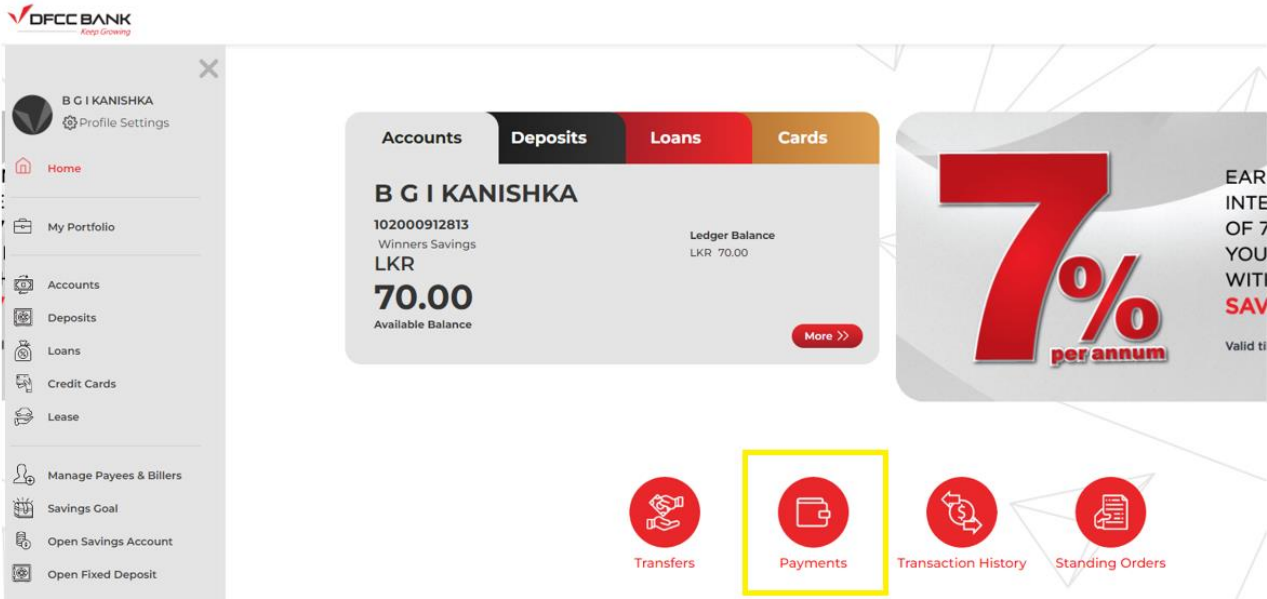 DFCC BANK
Keep Growing
B G I KANISHKA
Profile Settings
Home
My Portfolio
Accounts
Deposits
Loans
Credit Cards
Lease
Manage Payees & Billers
Savings Goal
Open Savings Account
Open Fixed Deposit
Accounts
Deposits
Loans
Cards
B G I KANISHKA
102000912813
Winners Savings
LKR
70.00
Available Balance
Ledger Balance
LKR 70.00
More >>
7%
per annum
EAR
INTE
OF 7
YOU
WITH
SAV
Valid ti
Transfers
Payments
Transaction History
Standing Orders